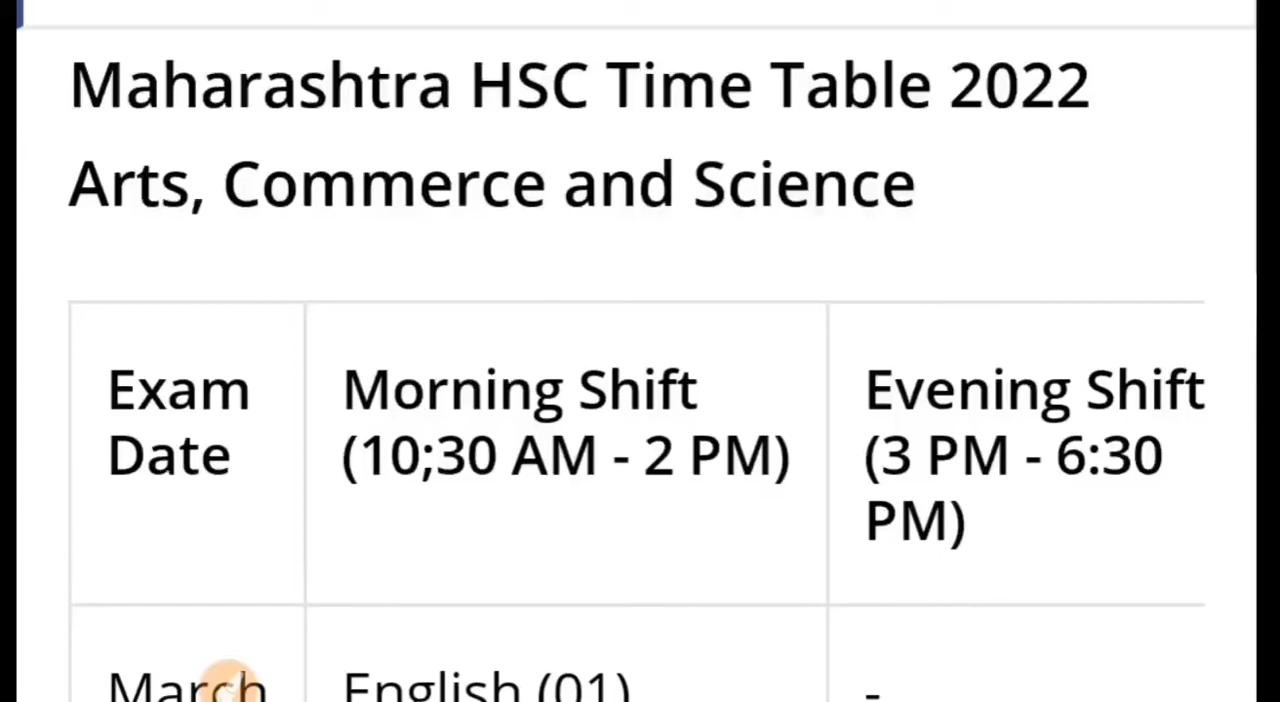 Maharashtra HSC Time Table 2022
Arts, Commerce and Science
Exam
Date
Morning Shift
(10;30 AM - 2 PM)
Evening Shift
(3 PM - 6:30
PM)
March
English (01)
-